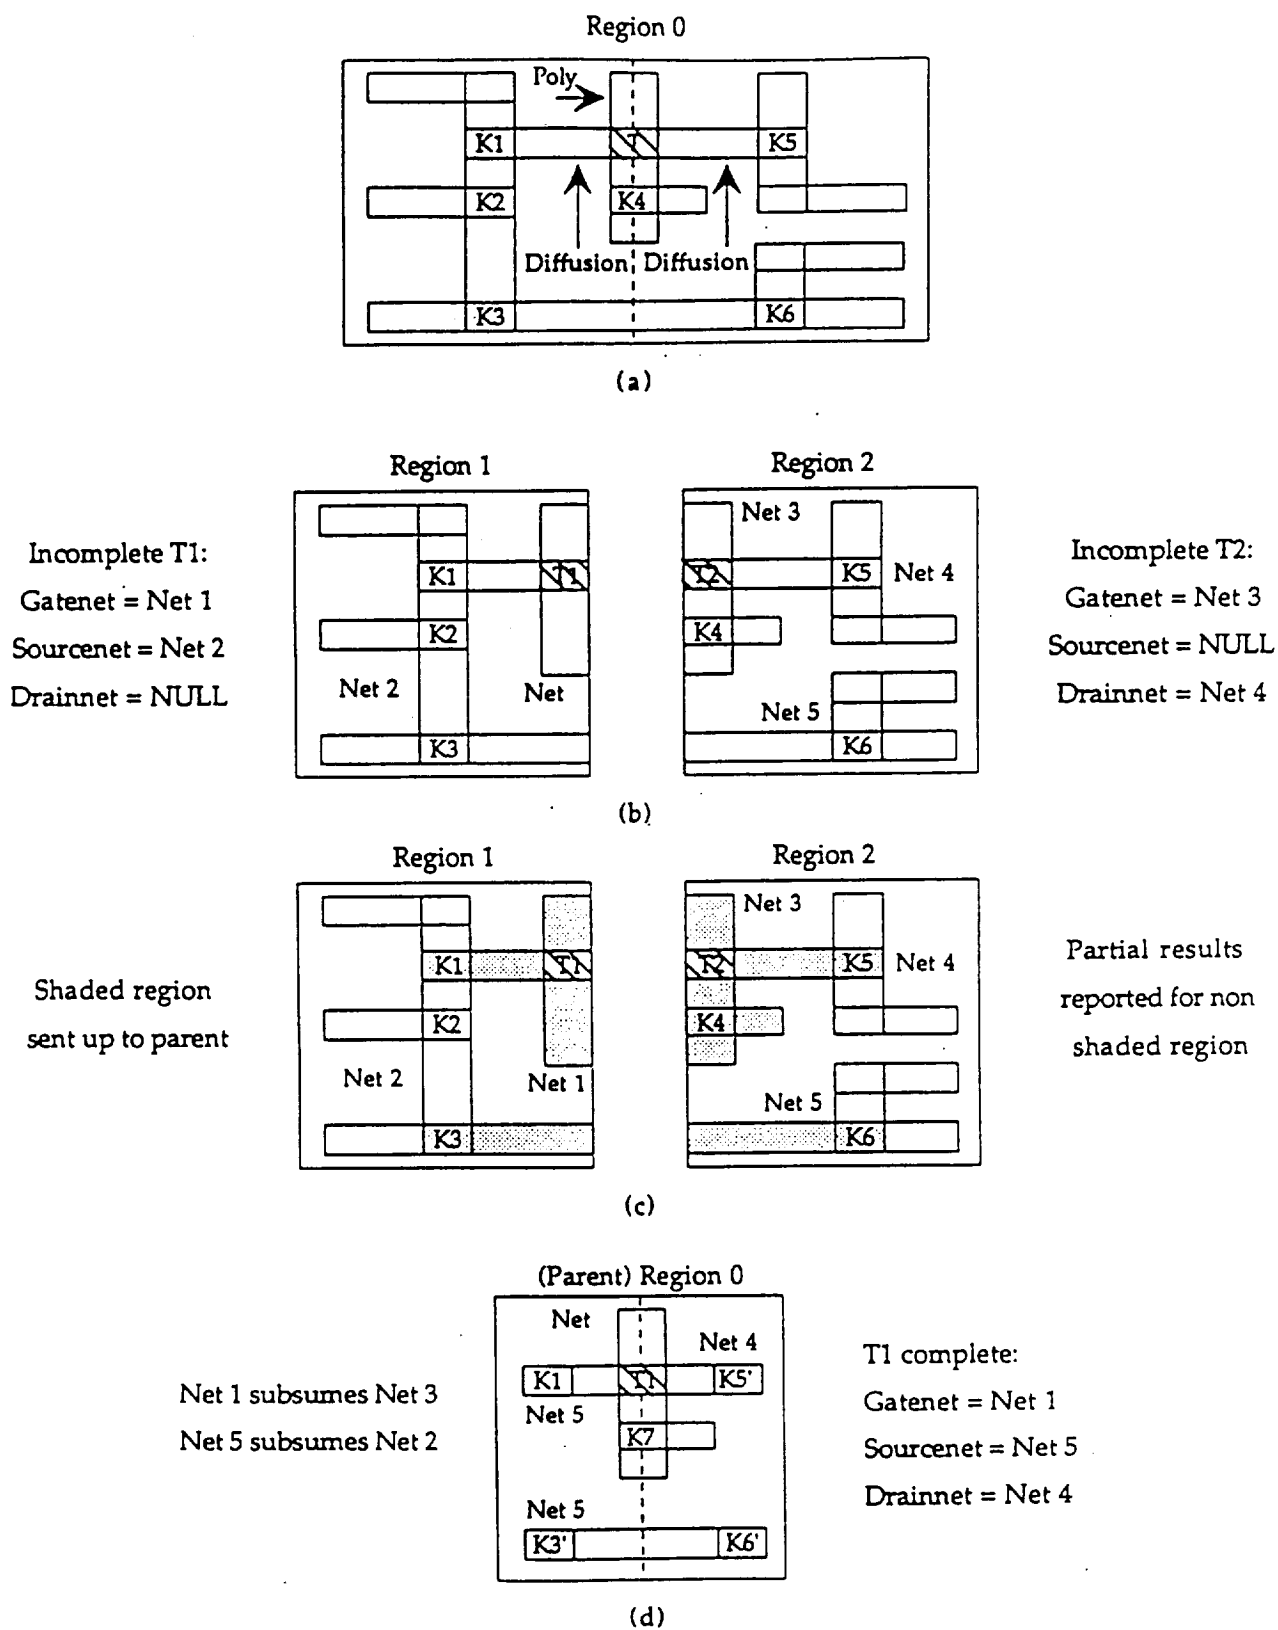 Region 0
Poly
K1
T
K5
K2
K4
Diffusion
Diffusion
K3
K6
(a)
Region 1
Region 2
Incomplete T1:
Gatenet = Net 1
Sourcenet = Net 2
Drainnet = NULL
K1
T1
K2
Net 2
Net
K3
Net 3
T2
K5
Net 4
K4
Net 5
K6
Incomplete T2:
Gatenet = Net 3
Sourcenet = NULL
Drainnet = Net 4
(b)
Region 1
Region 2
Shaded region
sent up to parent
K1
T1
K2
Net 2
Net 1
K3
Net 3
T2
K5
Net 4
K4
Net 5
K6
Partial results
reported for non
shaded region
(c)
(Parent) Region 0
Net 1 subsumes Net 3
Net 5 subsumes Net 2
Net
Net 4
K1
T1
K5'
Net 5
K7
Net 5
K3'
K6'
T1 complete:
Gatenet = Net 1
Sourcenet = Net 5
Drainnet = Net 4
(d)